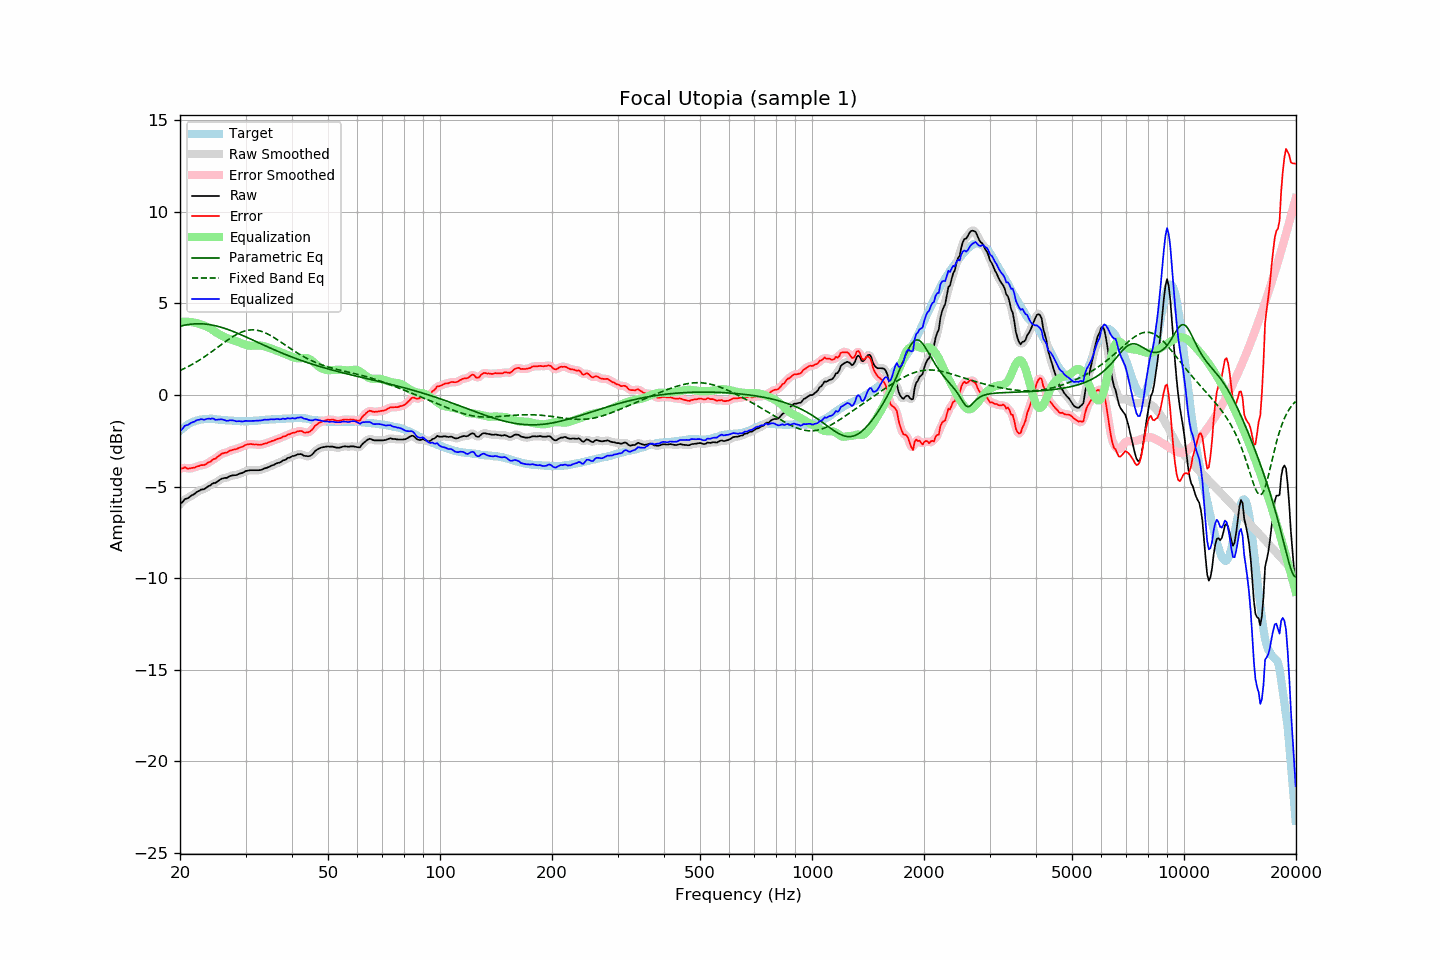 Focal Utopia (sample 1)
Target
Raw Smoothed
Error Smoothed
Raw
Error
Equalization
Parametric Eq
Fixed Band Eq
Equalized
15
10
5
0
−5
−10
−15
−20
−25
Amplitude (dBr)
20 50 100 200 500 1000 2000 5000 10000 20000
Frequency (Hz)